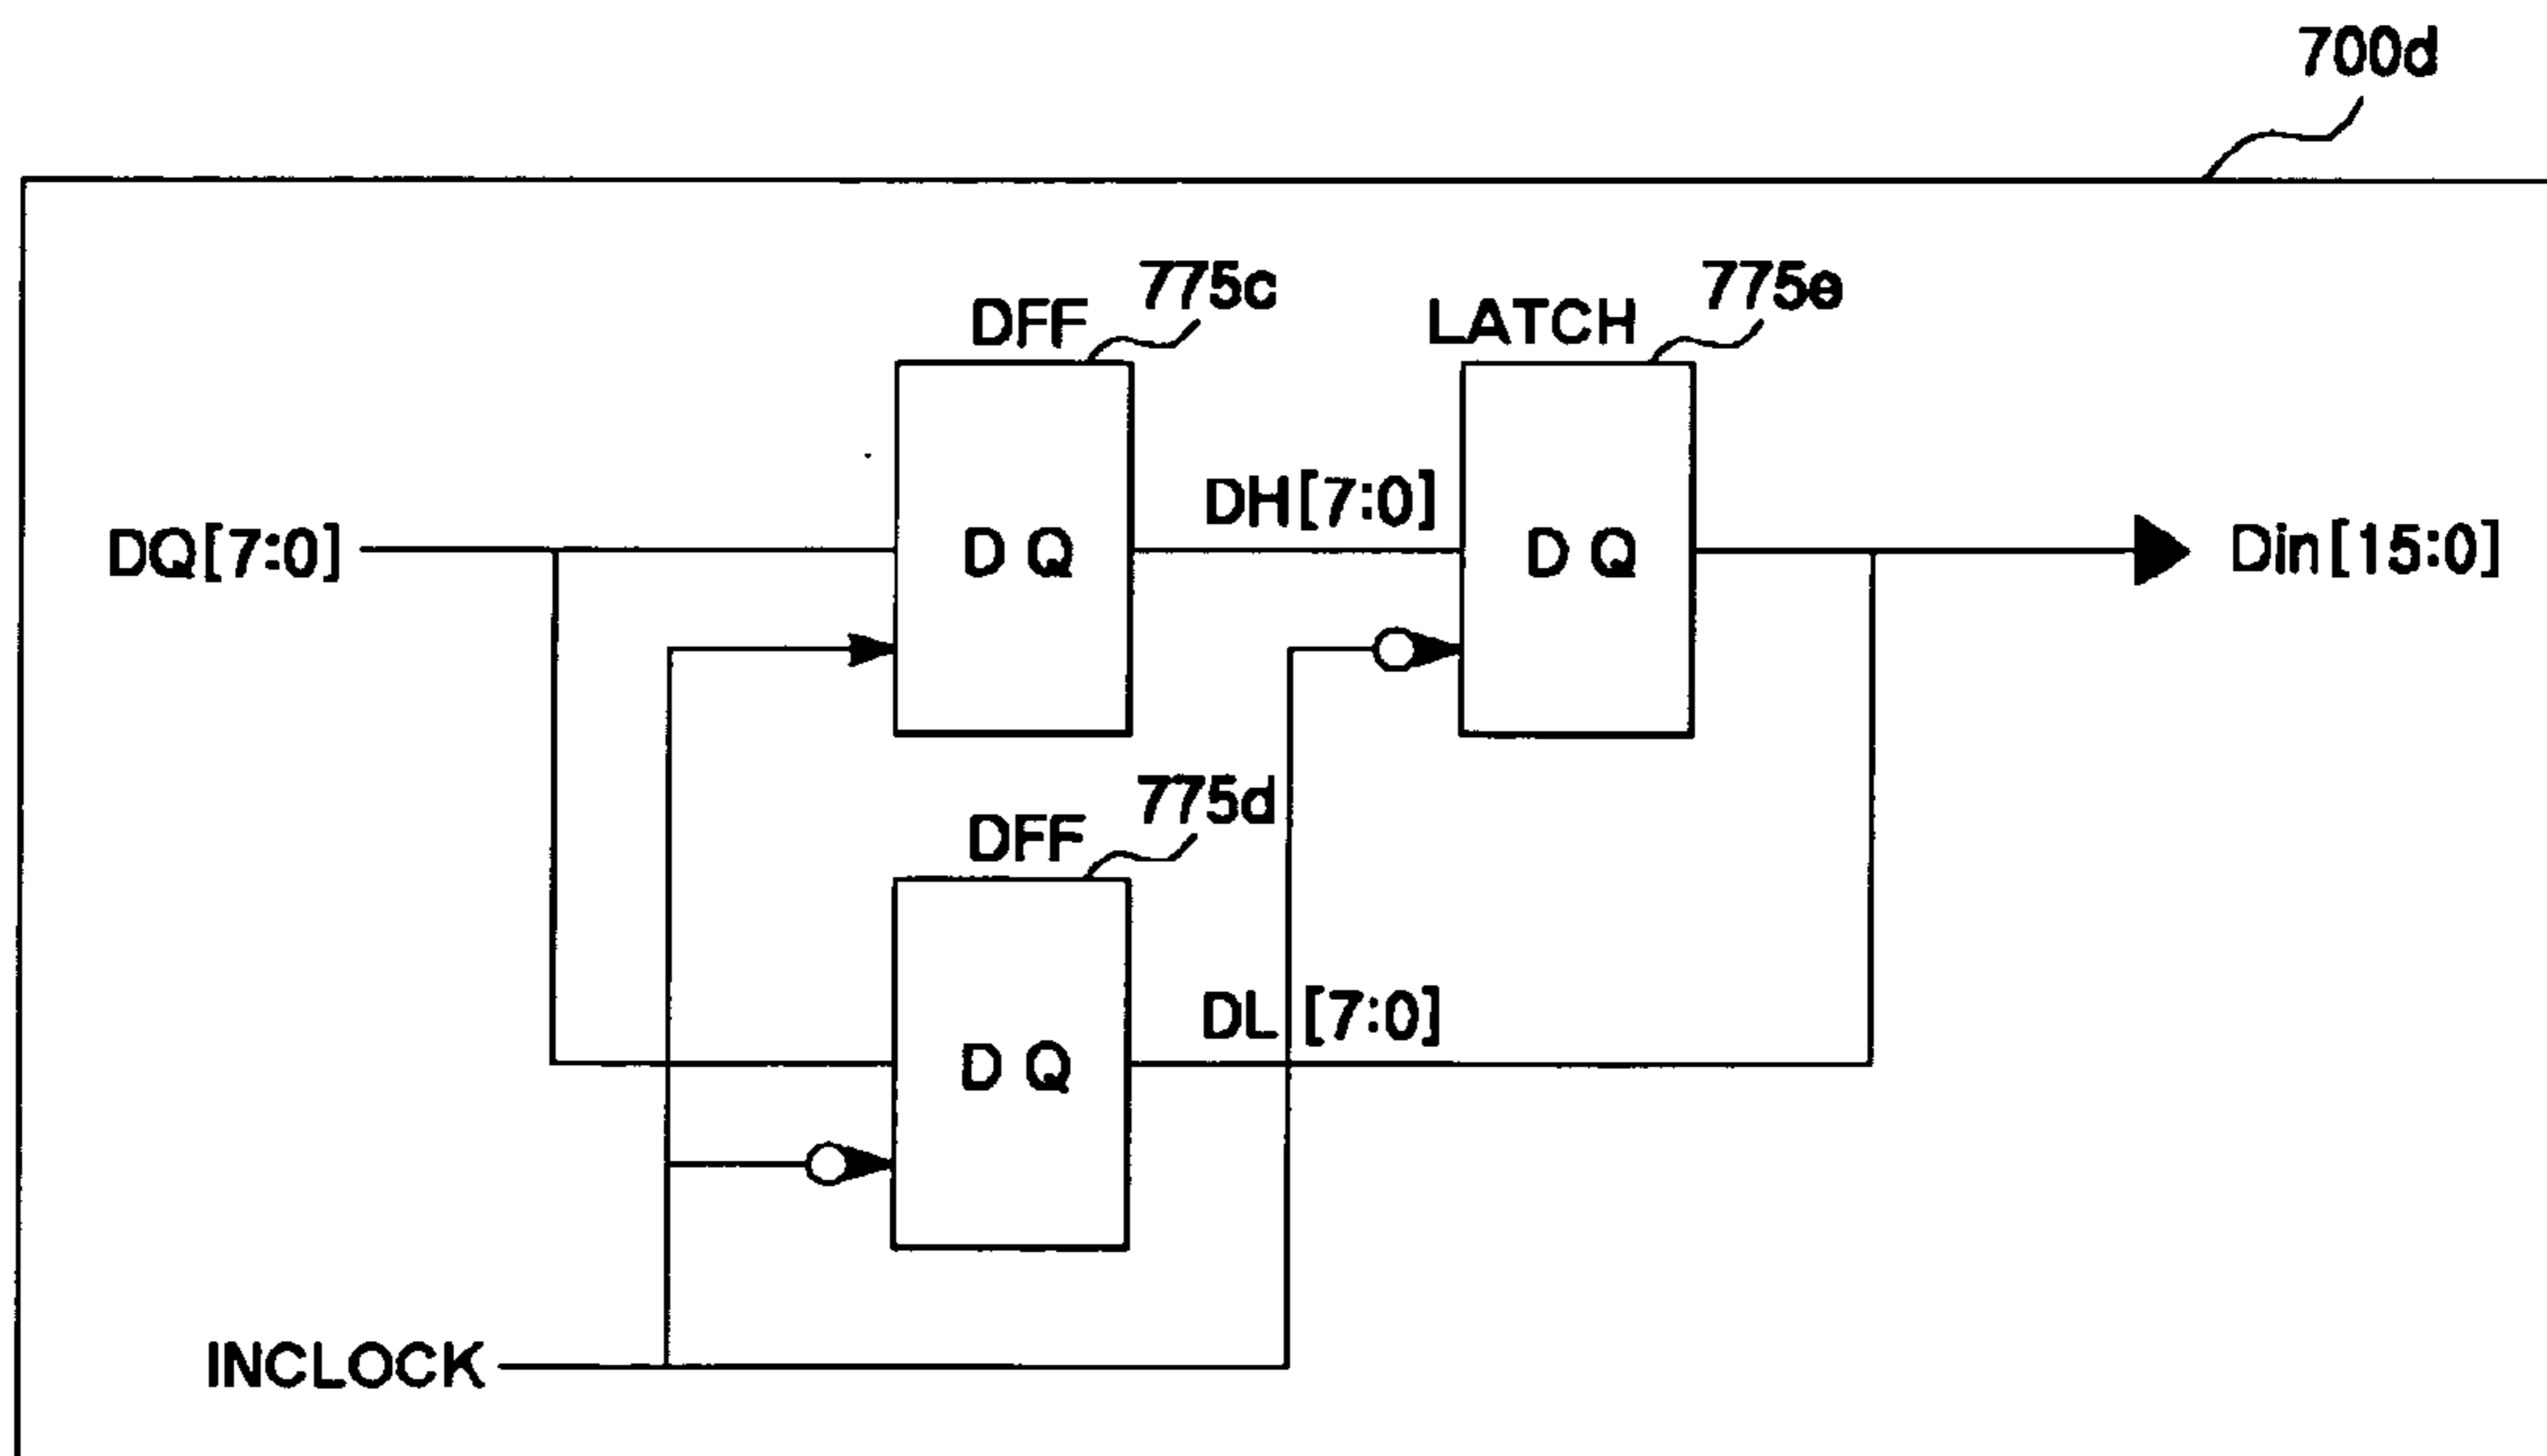 700d
775c
775e
DFF
LATCH
DH[7:0]
DQ[7:0]
D Q
D Q
Din[15:0]
775d
DFF
DL [7:0]
D Q
INCLOCK